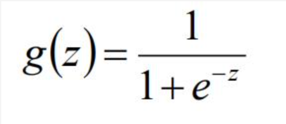 g(z) = 1 / (1 + e^{-z})